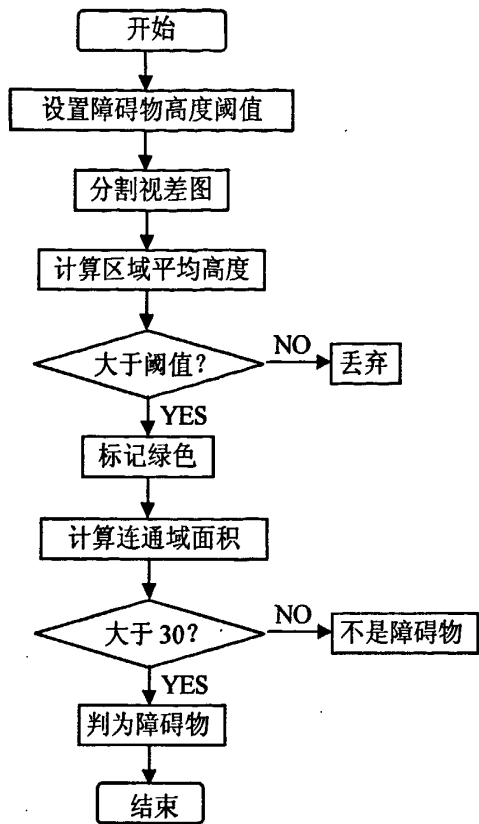 开始
设置障碍物高度阈值
分割视差图
计算区域平均高度
大于阈值?
NO
丢弃
YES
标记绿色
计算连通域面积
大于 30?
NO
不是障碍物
YES
判为障碍物
结束